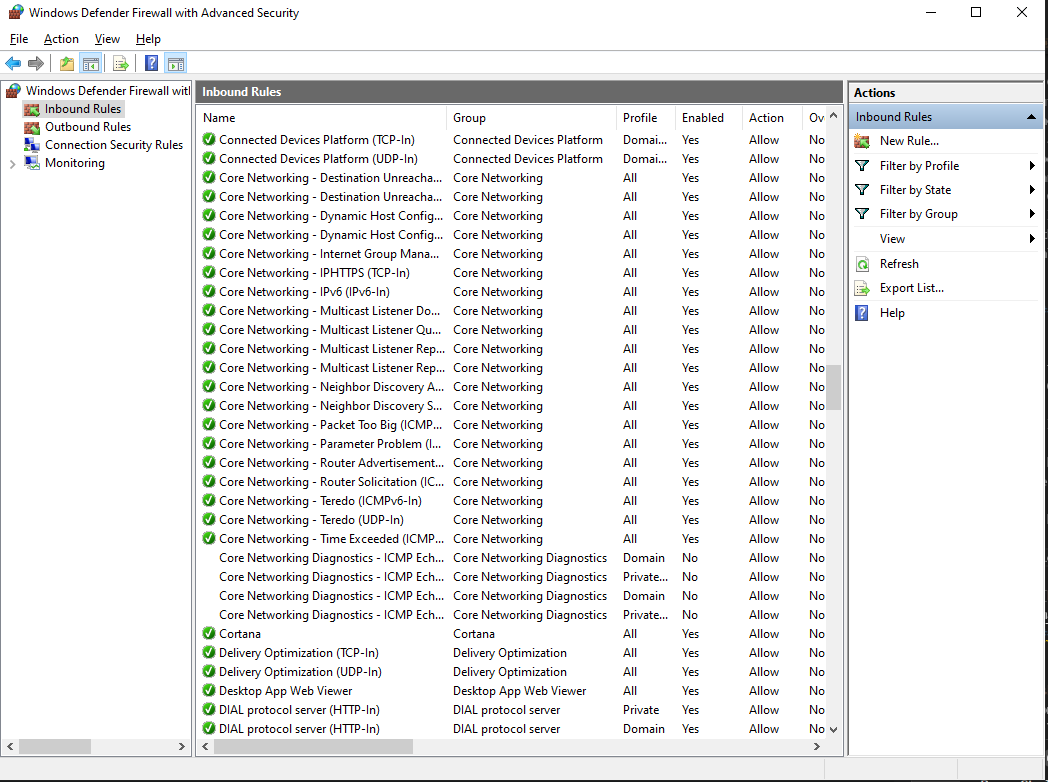 Windows Defender Firewall with Advanced Security
File Action View Help
Windows Defender Firewall with
Inbound Rules
Outbound Rules
Connection Security Rules
Monitoring
Inbound Rules
Name Group Profile Enabled Action Ov
Connected Devices Platform (TCP-In) Connected Devices Platform Domai... Yes Allow No
Connected Devices Platform (UDP-In) Connected Devices Platform Domai... Yes Allow No
Core Networking - Destination Unreacha... Core Networking All Yes Allow No
Core Networking - Destination Unreacha... Core Networking All Yes Allow No
Core Networking - Dynamic Host Config... Core Networking All Yes Allow No
Core Networking - Dynamic Host Config... Core Networking All Yes Allow No
Core Networking - Internet Group Mana... Core Networking All Yes Allow No
Core Networking - IPHTTPS (TCP-In) Core Networking All Yes Allow No
Core Networking - IPv6 (IPv6-In) Core Networking All Yes Allow No
Core Networking - Multicast Listener Do... Core Networking All Yes Allow No
Core Networking - Multicast Listener Qu... Core Networking All Yes Allow No
Core Networking - Multicast Listener Rep... Core Networking All Yes Allow No
Core Networking - Multicast Listener Rep... Core Networking All Yes Allow No
Core Networking - Neighbor Discovery A... Core Networking All Yes Allow No
Core Networking - Neighbor Discovery S... Core Networking All Yes Allow No
Core Networking - Packet Too Big (ICMP... Core Networking All Yes Allow No
Core Networking - Parameter Problem (I... Core Networking All Yes Allow No
Core Networking - Router Advertisement... Core Networking All Yes Allow No
Core Networking - Router Solicitation (IC... Core Networking All Yes Allow No
Core Networking - Teredo (ICMPv6-In) Core Networking All Yes Allow No
Core Networking - Teredo (UDP-In) Core Networking All Yes Allow No
Core Networking - Time Exceeded (ICMP... Core Networking All Yes Allow No
Core Networking Diagnostics - ICMP Ech... Core Networking Diagnostics Domain No Allow No
Core Networking Diagnostics - ICMP Ech... Core Networking Diagnostics Private... No Allow No
Core Networking Diagnostics - ICMP Ech... Core Networking Diagnostics Domain No Allow No
Core Networking Diagnostics - ICMP Ech... Core Networking Diagnostics Private... No Allow No
Cortana Cortana All Yes Allow No
Delivery Optimization (TCP-In) Delivery Optimization All Yes Allow No
Delivery Optimization (UDP-In) Delivery Optimization All Yes Allow No
Desktop App Web Viewer Desktop App Web Viewer All Yes Allow No
DIAL protocol server (HTTP-In) DIAL protocol server Private Yes Allow No
DIAL protocol server (HTTP-In) DIAL protocol server Domain Yes Allow No
Actions
Inbound Rules
New Rule...
Filter by Profile
Filter by State
Filter by Group
View
Refresh
Export List...
Help